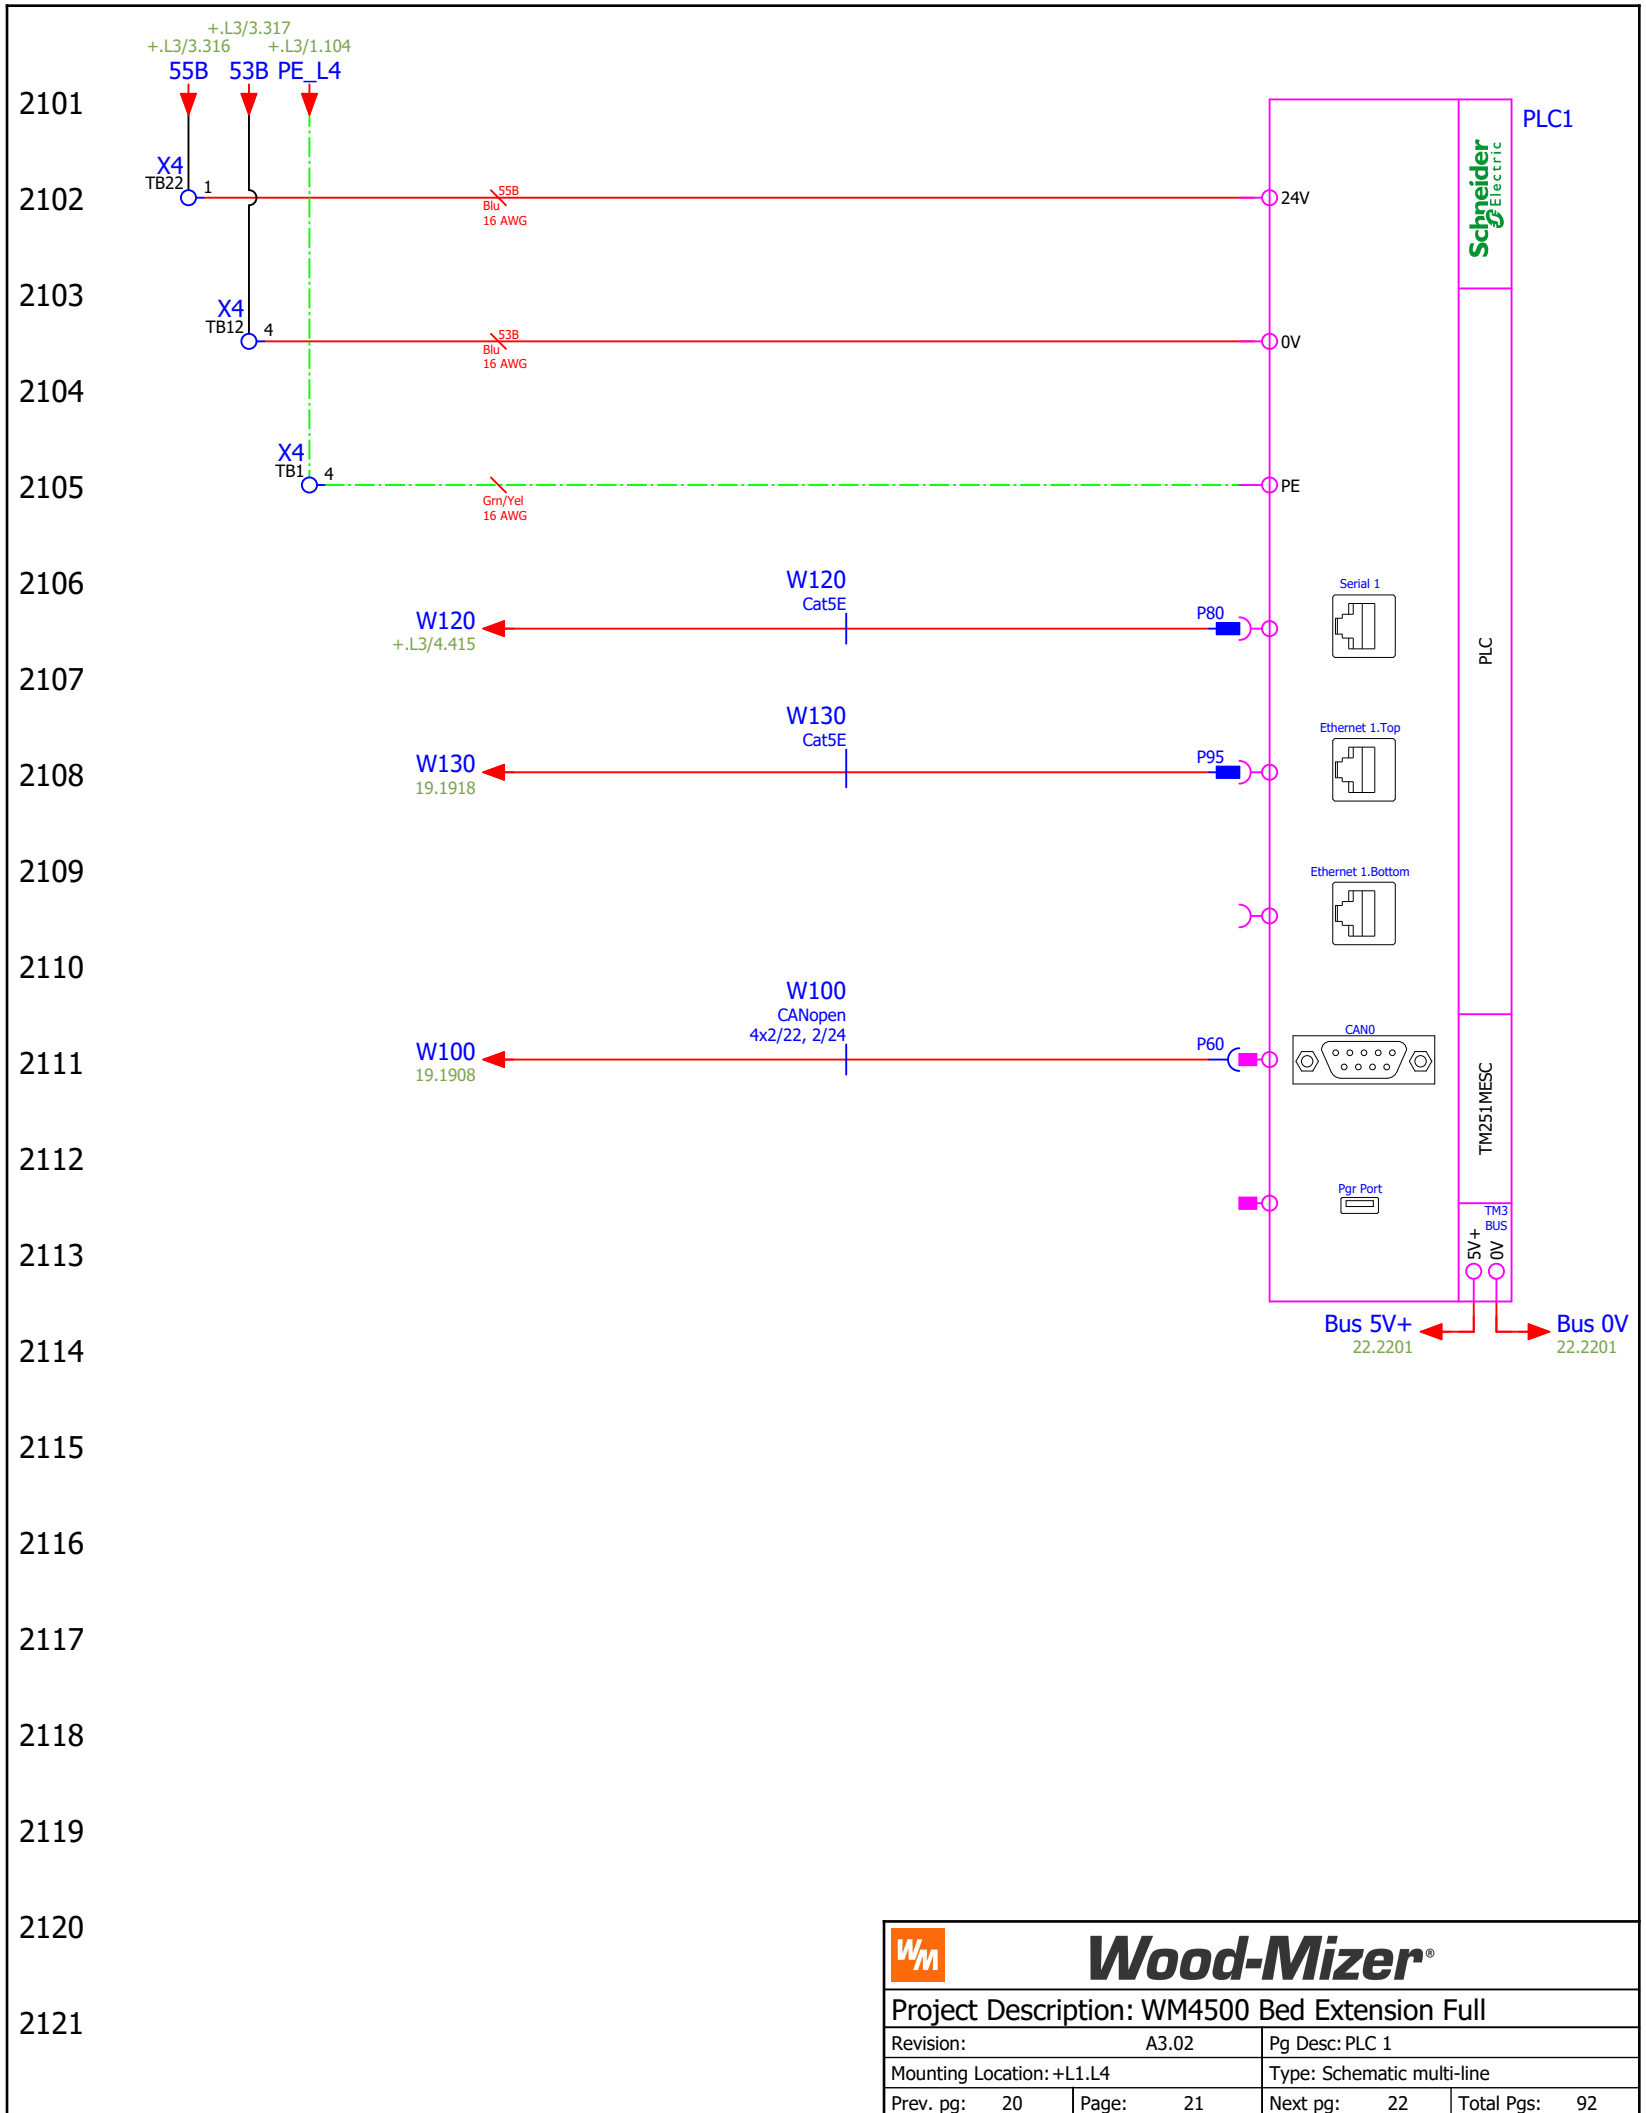 +.L3/3.317
+.L3/3.316
+.L3/1.104
55B
53B
PE_L4
2101
PLC1
Schneider
Electric
X4
TB22
1
2102
55B
Blu
16 AWG
24V
2103
X4
TB12
4
53B
Blu
16 AWG
0V
2104
X4
TB1
4
2105
Grn/Yel
16 AWG
PE
2106
W120
Cat5E
Serial 1
W120
+.L3/4.415
P80
PLC
2107
W130
Cat5E
Ethernet 1.Top
W130
19.1918
P95
2108
2109
Ethernet 1.Bottom
2110
W100
CANopen
4x2/22, 2/24
CAN0
W100
19.1908
P60
2111
TM251MESC
2112
Pgr Port
TM3
BUS
5V+
0V
2113
Bus 5V+
22.2201
Bus 0V
22.2201
2114
2115
2116
2117
2118
2119
2120
WM
Wood-Mizer®
Project Description: WM4500 Bed Extension Full
2121
Revision: A3.02
Pg Desc: PLC 1
Mounting Location: +L1.L4
Type: Schematic multi-line
Prev. pg: 20
Page: 21
Next pg: 22
Total Pgs: 92